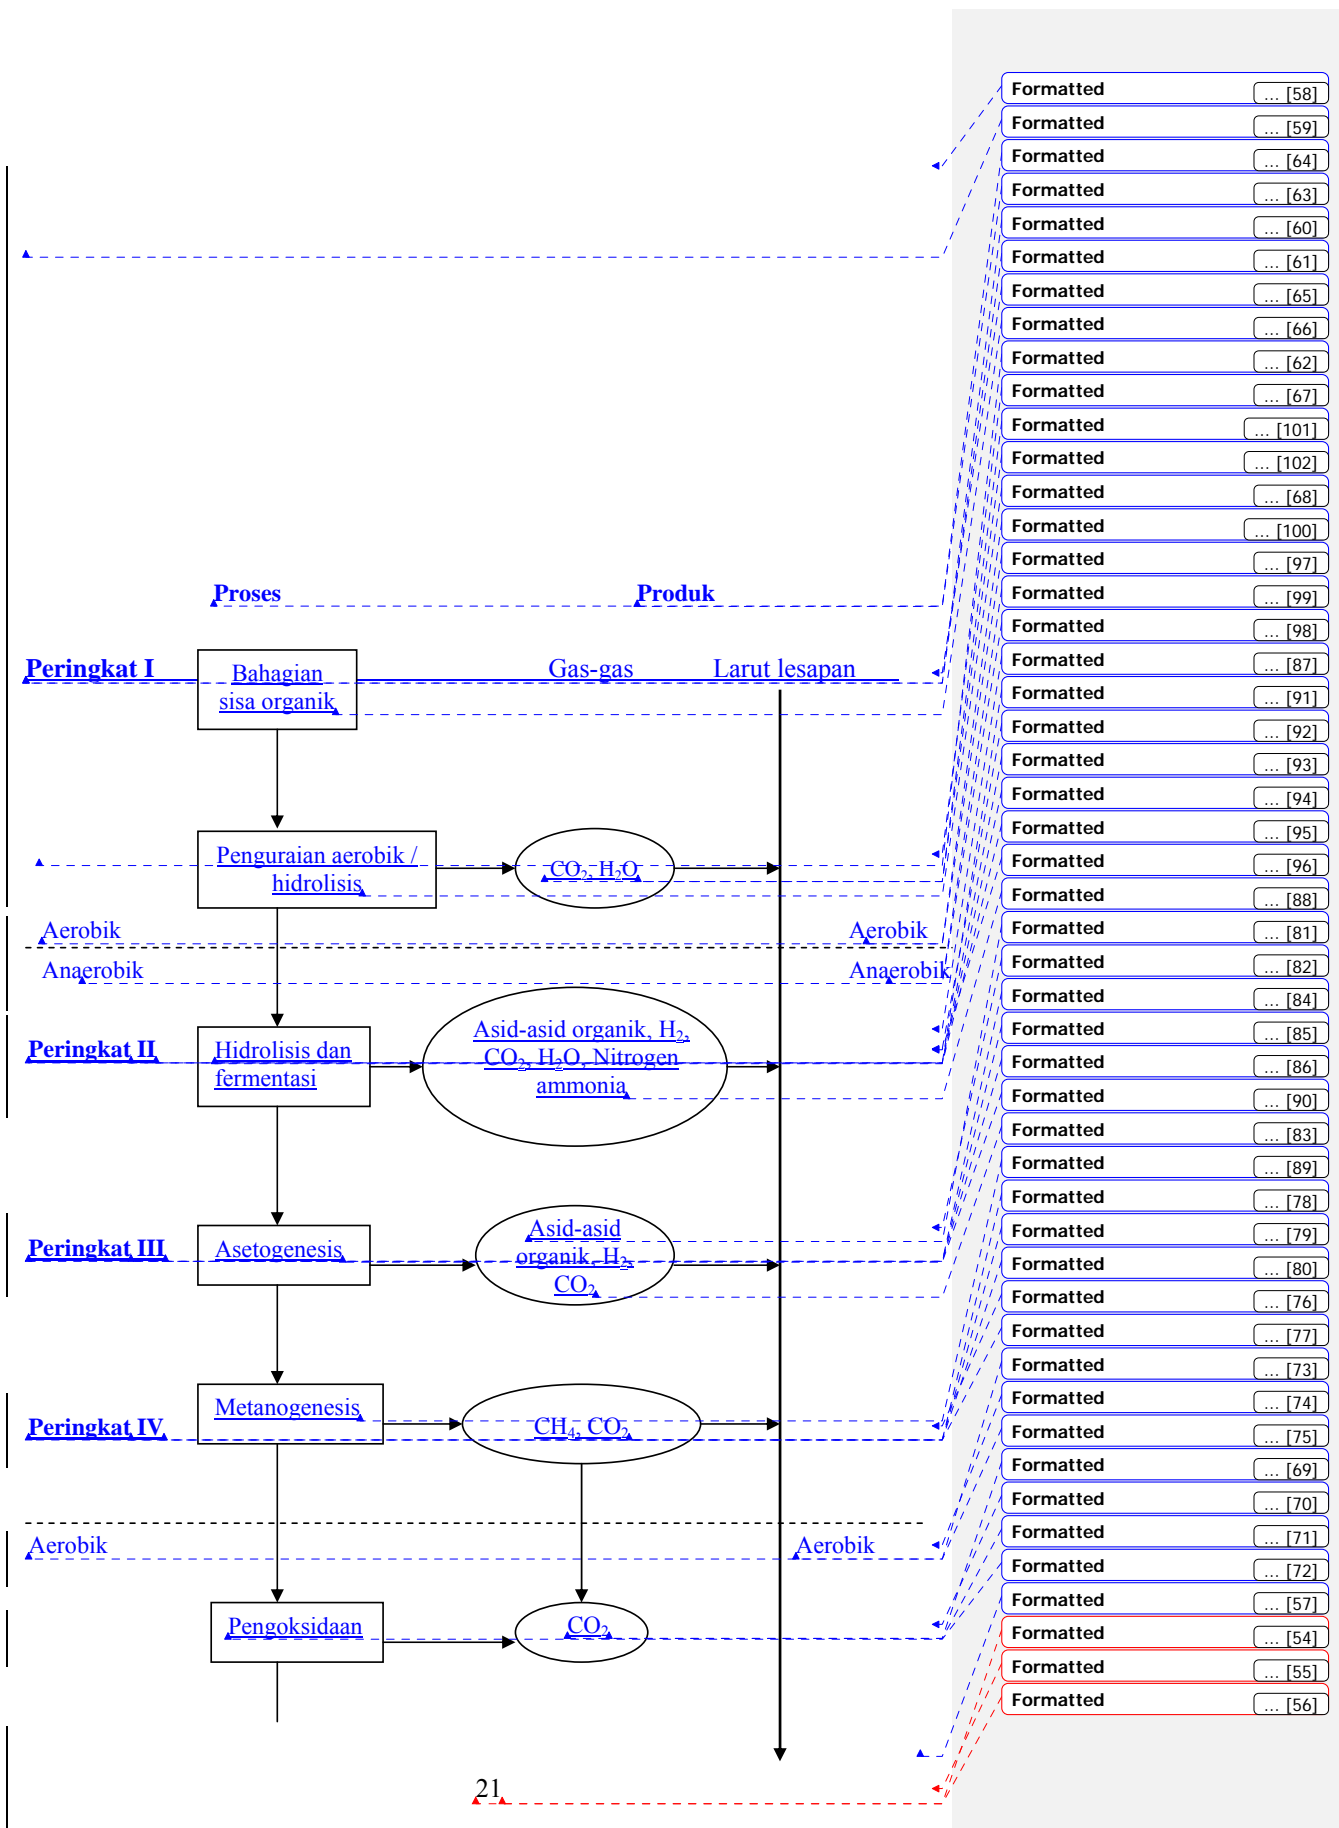 Proses Produk
Peringkat I Bahagian Gas-gas Larut lesapan
sisa organik
Penguraian aerobik /
hidrolisis
CO₂, H₂O
Aerobik Aerobik
Anaerobik Anaerobik
Peringkat II
Hidrolisis dan
fermentasi
Asid-asid organik, H₂,
CO₂, H₂O, Nitrogen
ammonia
Peringkat III
Asetogenesis
Asid-asid
organik, H₂,
CO₂
Peringkat IV
Metanogenesis
CH₄, CO₂
Aerobik Aerobik
Pengoksidaan
CO₂
21
Formatted ... [58]
Formatted ... [59]
Formatted ... [64]
Formatted ... [63]
Formatted ... [60]
Formatted ... [61]
Formatted ... [65]
Formatted ... [66]
Formatted ... [62]
Formatted ... [67]
Formatted ... [101]
Formatted ... [102]
Formatted ... [68]
Formatted ... [100]
Formatted ... [97]
Formatted ... [99]
Formatted ... [98]
Formatted ... [87]
Formatted ... [91]
Formatted ... [92]
Formatted ... [93]
Formatted ... [94]
Formatted ... [95]
Formatted ... [96]
Formatted ... [88]
Formatted ... [81]
Formatted ... [82]
Formatted ... [84]
Formatted ... [85]
Formatted ... [86]
Formatted ... [90]
Formatted ... [83]
Formatted ... [89]
Formatted ... [78]
Formatted ... [79]
Formatted ... [80]
Formatted ... [76]
Formatted ... [77]
Formatted ... [73]
Formatted ... [74]
Formatted ... [75]
Formatted ... [69]
Formatted ... [70]
Formatted ... [71]
Formatted ... [72]
Formatted ... [57]
Formatted ... [54]
Formatted ... [55]
Formatted ... [56]